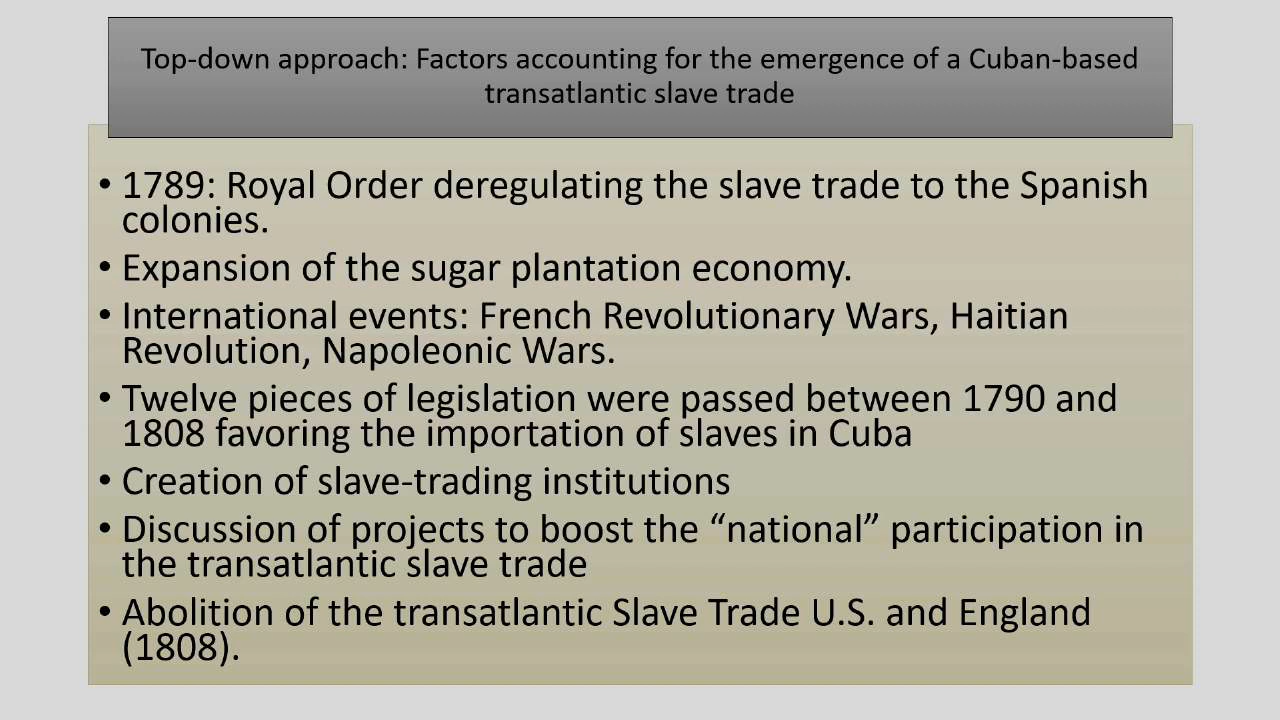 Top-down approach: Factors accounting for the emergence of a Cuban-based
transatlantic slave trade
• 1789: Royal Order deregulating the slave trade to the Spanish
colonies.
• Expansion of the sugar plantation economy.
• International events: French Revolutionary Wars, Haitian
Revolution, Napoleonic Wars.
• Twelve pieces of legislation were passed between 1790 and
1808 favoring the importation of slaves in Cuba
• Creation of slave-trading institutions
• Discussion of projects to boost the “national” participation in
the transatlantic slave trade
• Abolition of the transatlantic Slave Trade U.S. and England
(1808).